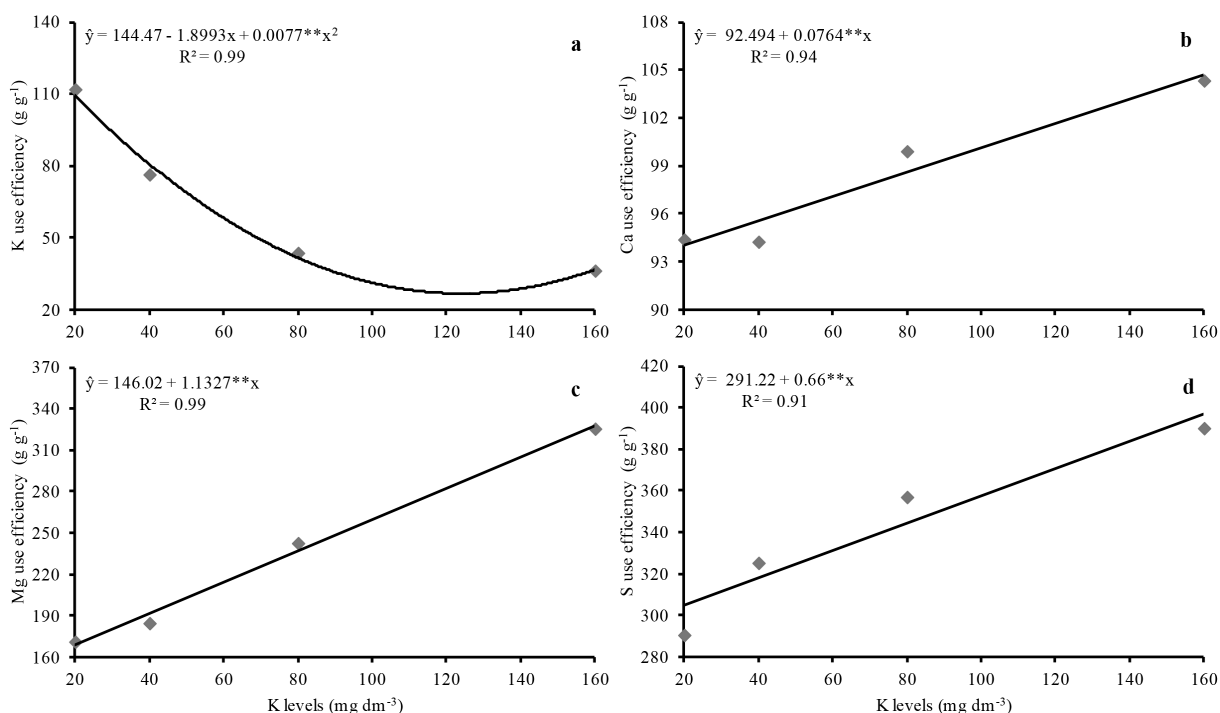 ŷ = 144.47 - 1.8993x + 0.0077**x²
R² = 0.99
a
K use efficiency (g g⁻¹)
140
110
80
50
20
20 40 60 80 100 120 140 160
ŷ = 92.494 + 0.0764**x
R² = 0.94
b
Ca use efficiency (g g⁻¹)
108
105
102
99
96
93
90
20 40 60 80 100 120 140 160
ŷ = 146.02 + 1.1327**x
R² = 0.99
c
Mg use efficiency (g g⁻¹)
370
340
310
280
250
220
190
160
20 40 60 80 100 120 140 160
K levels (mg dm⁻³)
ŷ = 291.22 + 0.66**x
R² = 0.91
d
S use efficiency (g g⁻¹)
420
400
380
360
340
320
300
280
20 40 60 80 100 120 140 160
K levels (mg dm⁻³)